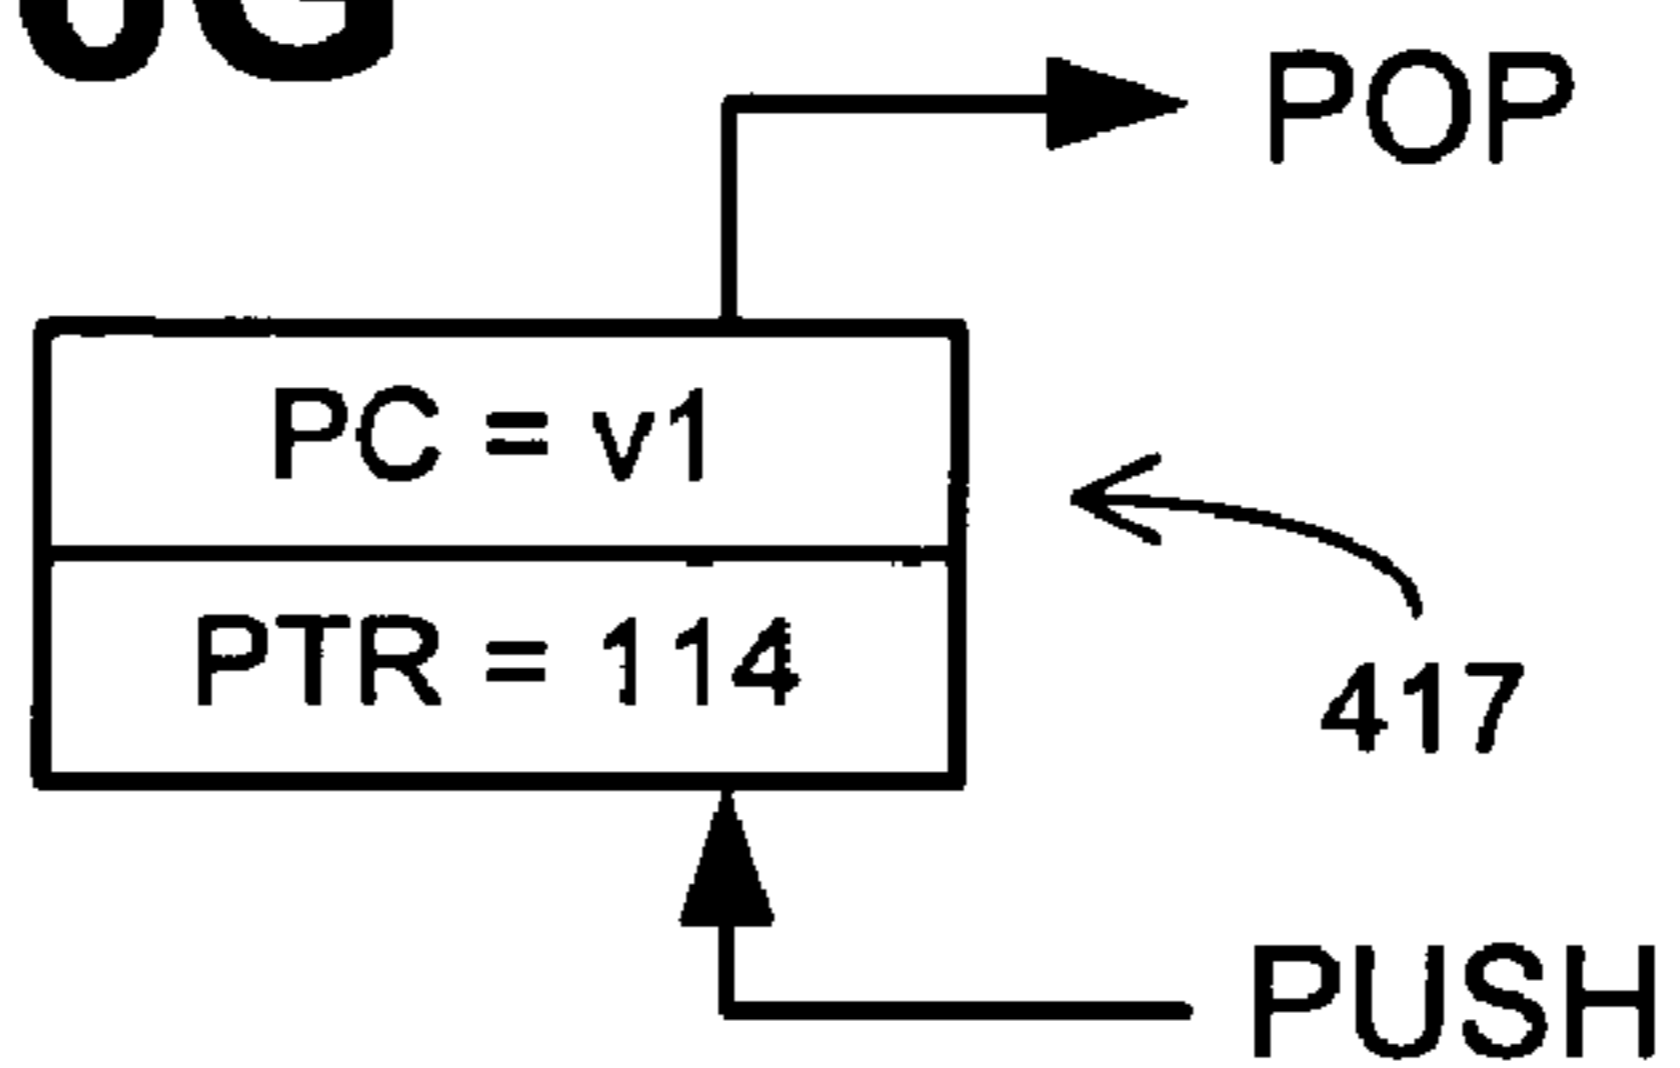 POP
PC = v1
PTR = 114
417
PUSH